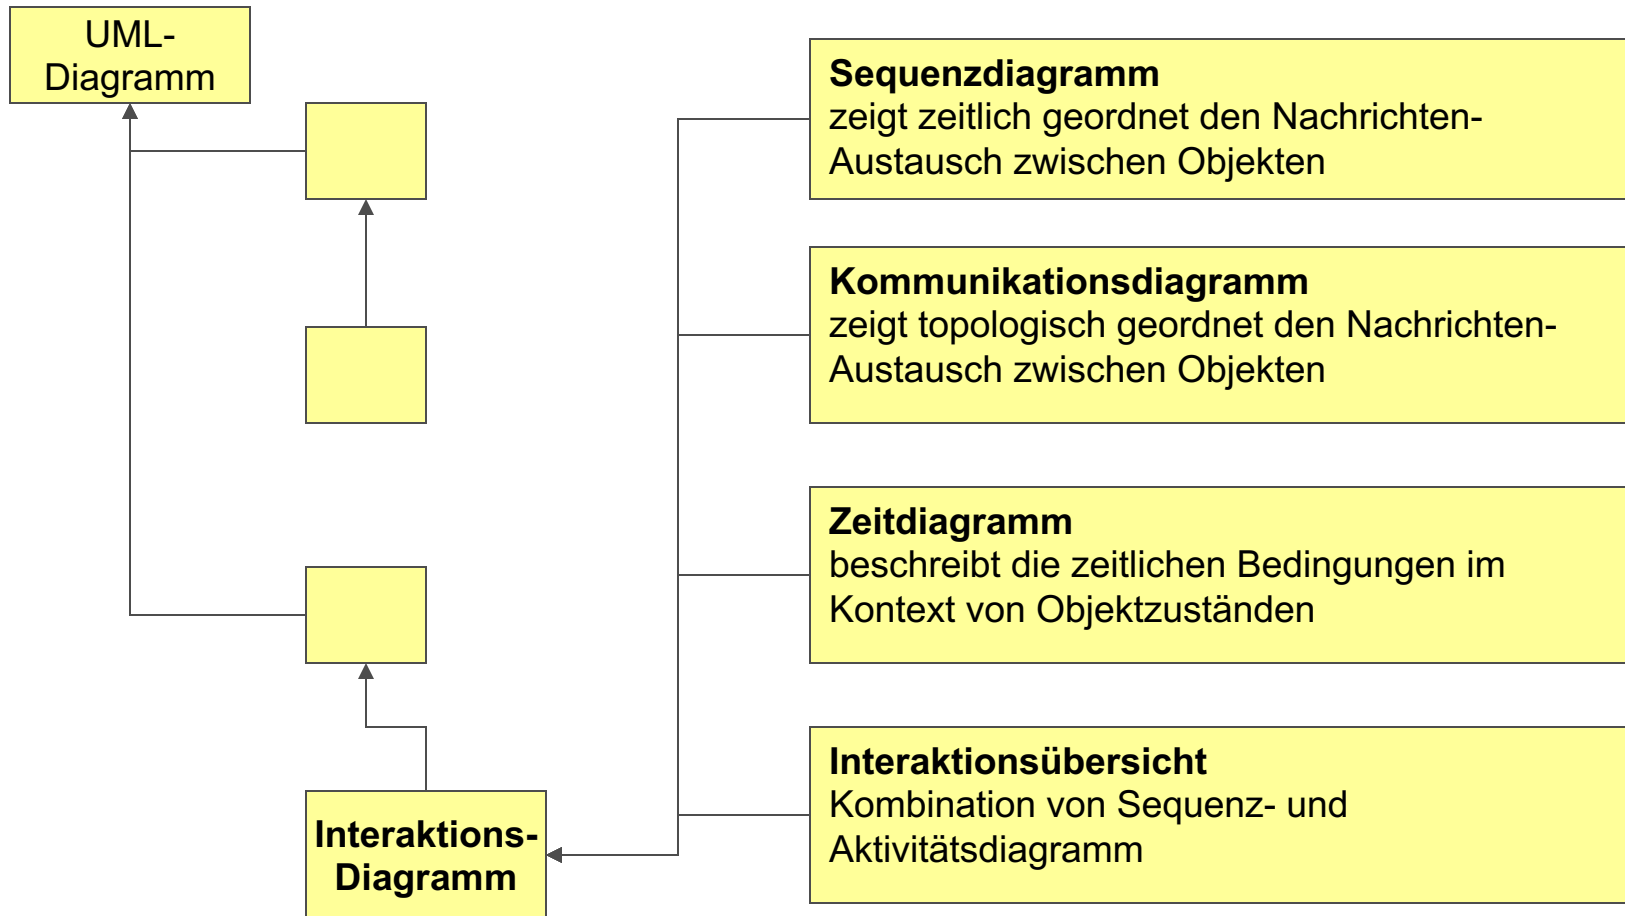 UML-
Diagramm
Sequenzdiagramm
zeigt zeitlich geordnet den Nachrichten-
Austausch zwischen Objekten
Kommunikationsdiagramm
zeigt topologisch geordnet den Nachrichten-
Austausch zwischen Objekten
Zeitdiagramm
beschreibt die zeitlichen Bedingungen im
Kontext von Objektzuständen
Interaktionsübersicht
Kombination von Sequenz- und
Aktivitätsdiagramm
Interaktions-
Diagramm